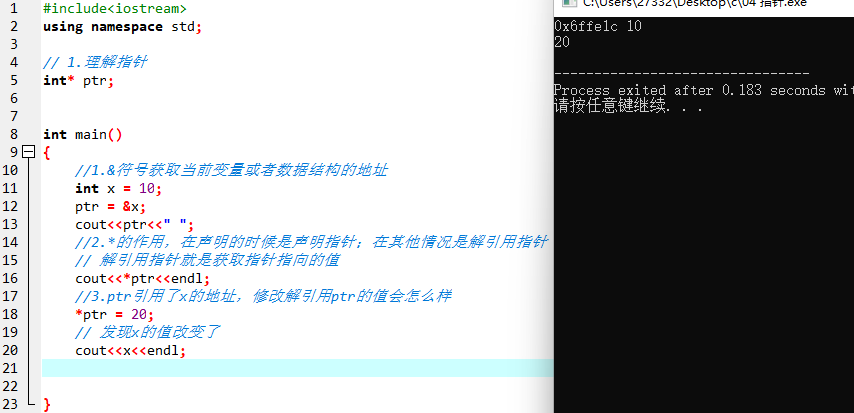 1 #include<iostream>
2 using namespace std;
3
4 // 1.理解指针
5 int* ptr;
6
7
8 int main()
9 {
10 //1.&符号获取当前变量或者数据结构的地址
11 int x = 10;
12 ptr = &x;
13 cout<<ptr<<" ";
14 //2.*的作用，在声明的时候是声明指针；在其他情况是解引用指针
15 // 解引用指针就是获取指针指向的值
16 cout<<*ptr<<endl;
17 //3.ptr引用了x的地址，修改解引用ptr的值会怎么样
18 *ptr = 20;
19 // 发现x的值改变了
20 cout<<x<<endl;
21
22
23 }
C:\Users\27332\Desktop\c\04 指针.exe
0x6ffe1c 10
20
--------------------------------
Process exited after 0.183 seconds wit
请按任意键继续. . .